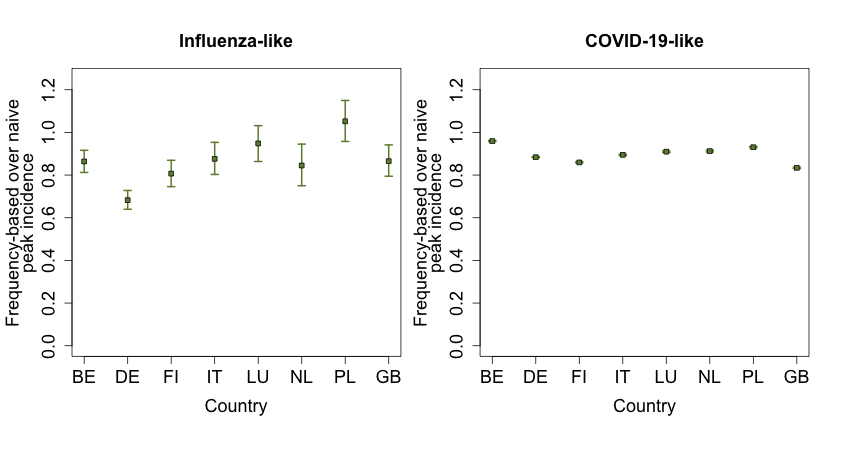 Influenza-like
Frequency-based over naive
peak incidence
1.2
1.0
0.8
0.6
0.4
0.2
0.0
BE DE FI IT LU NL PL GB
Country
COVID-19-like
Frequency-based over naive
peak incidence
1.2
1.0
0.8
0.6
0.4
0.2
0.0
BE DE FI IT LU NL PL GB
Country